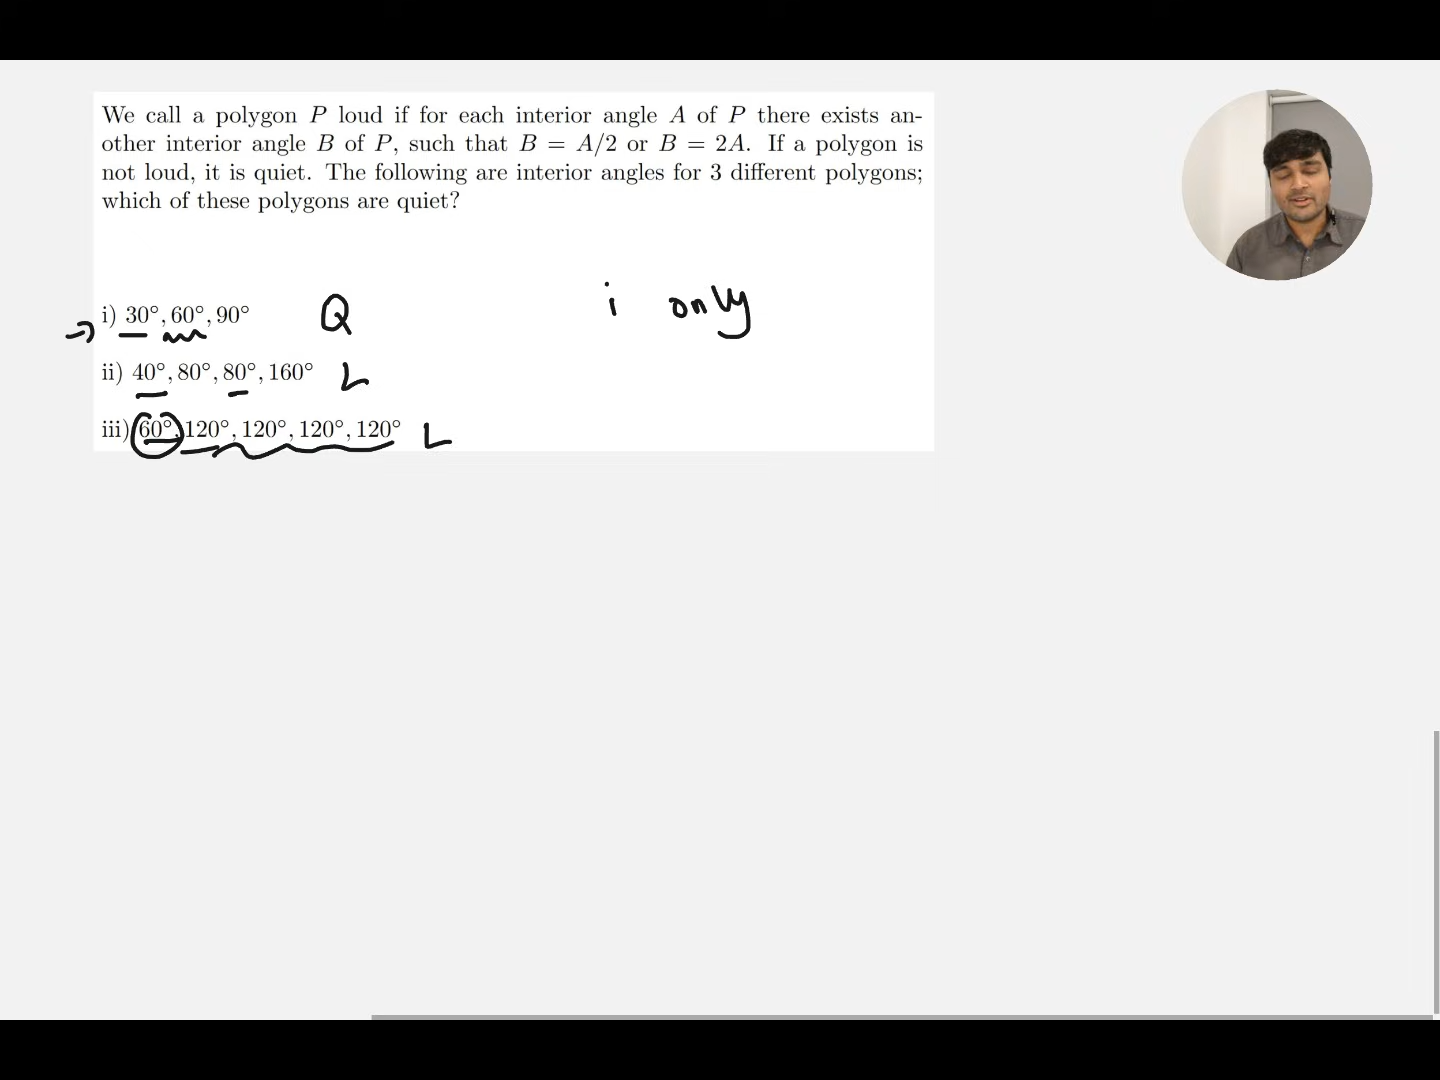 We call a polygon P loud if for each interior angle A of P there exists an-
other interior angle B of P, such that B = A/2 or B = 2A. If a polygon is
not loud, it is quiet. The following are interior angles for 3 different polygons;
which of these polygons are quiet?
i) 30°, 60°, 90° Q i only
ii) 40°, 80°, 80°, 160° L
iii) 60°, 120°, 120°, 120°, 120° L